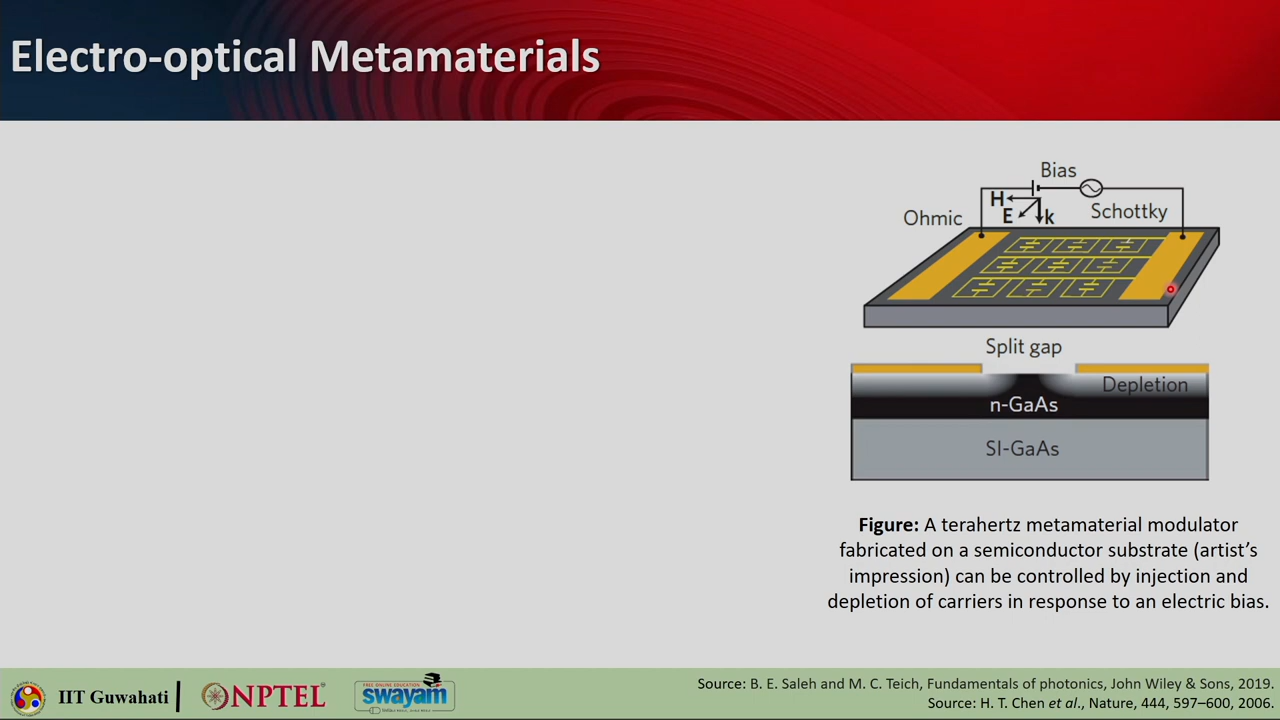 Electro-optical Metamaterials
Bias
H
E
k
Ohmic
Schottky
Split gap
Depletion
n-GaAs
SI-GaAs
Figure: A terahertz metamaterial modulator
fabricated on a semiconductor substrate (artist’s
impression) can be controlled by injection and
depletion of carriers in response to an electric bias.
IIT Guwahati
NPTEL
FREE ONLINE EDUCATION
swayam
Source: B. E. Saleh and M. C. Teich, Fundamentals of photonics, John Wiley & Sons, 2019.
Source: H. T. Chen et al., Nature, 444, 597–600, 2006.